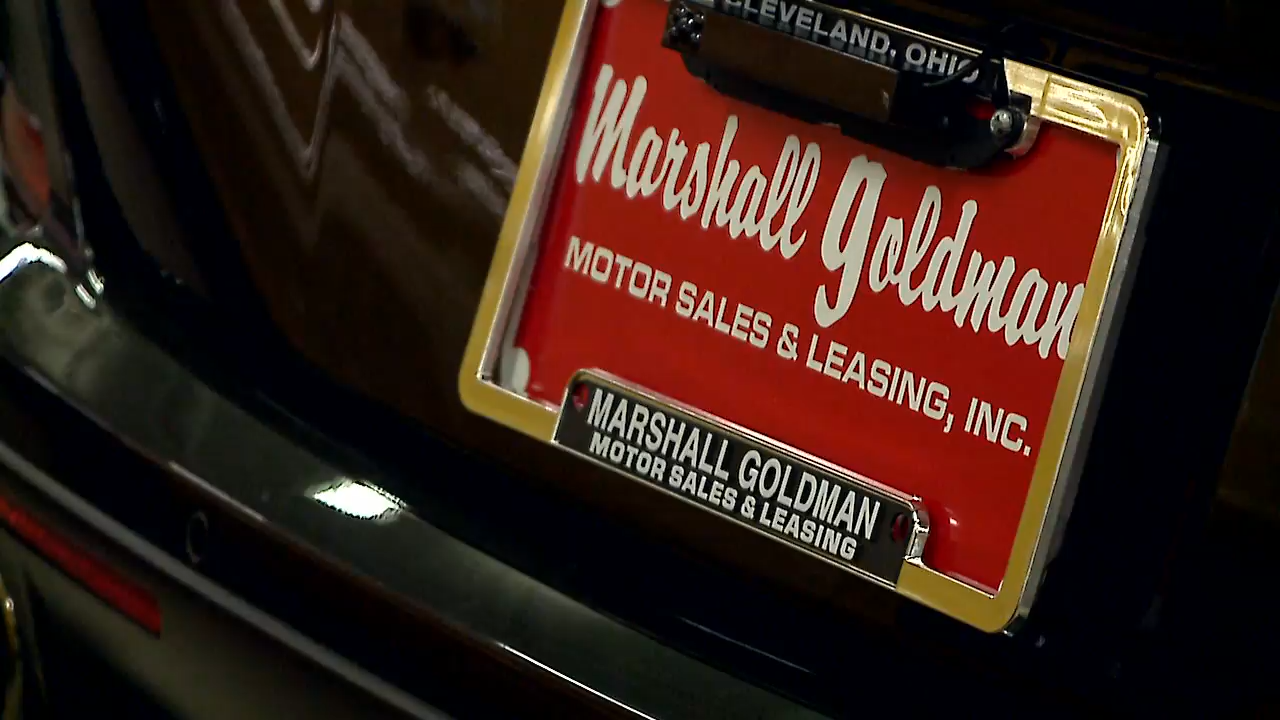 CLEVELAND, OHIO
Marshall Goldman
MOTOR SALES & LEASING, INC.
MARSHALL GOLDMAN
MOTOR SALES & LEASING